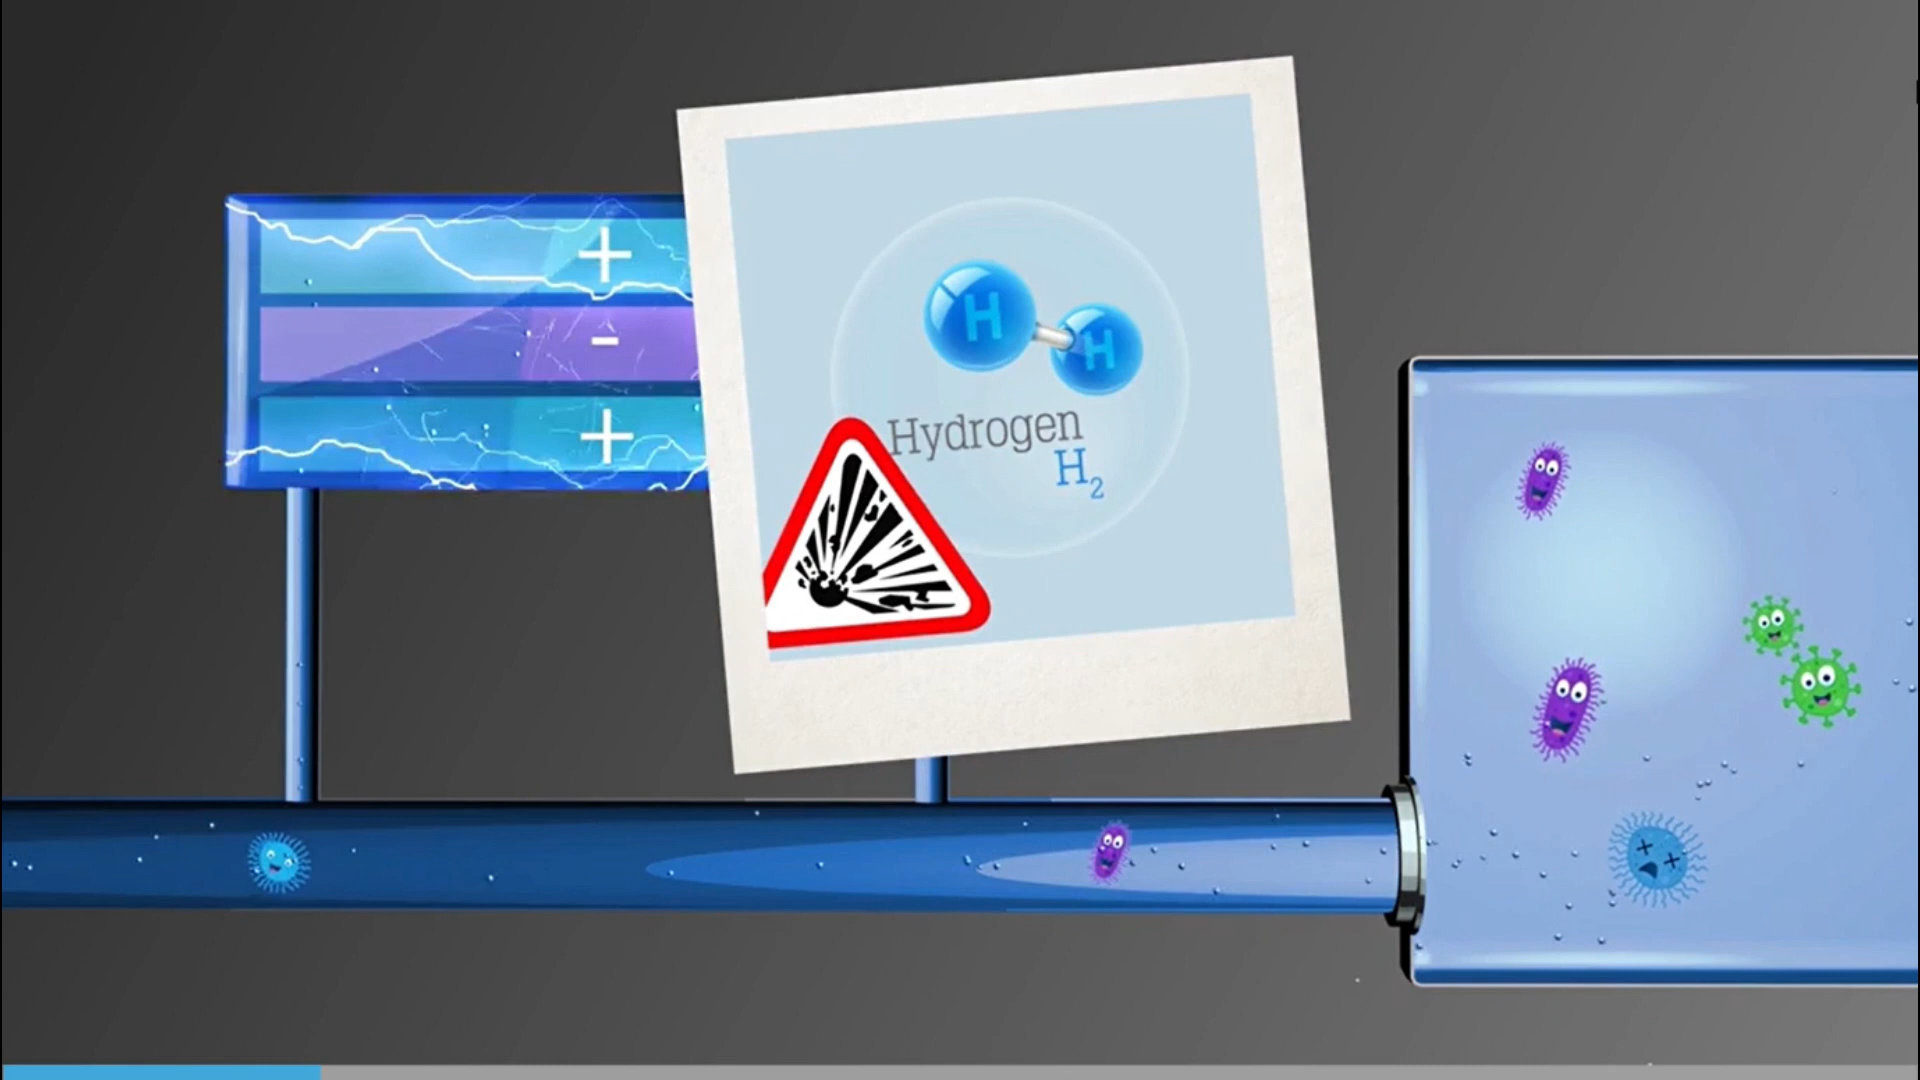 +
-
+
H
H
Hydrogen
H₂